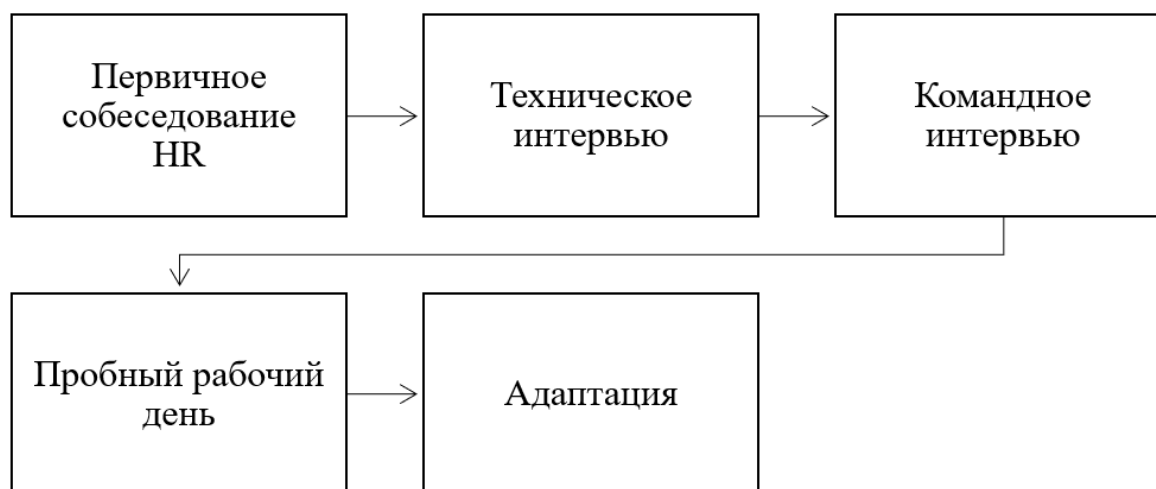 Первичное
собеседование
HR
Техническое
интервью
Командное
интервью
Пробный рабочий
день
Адаптация